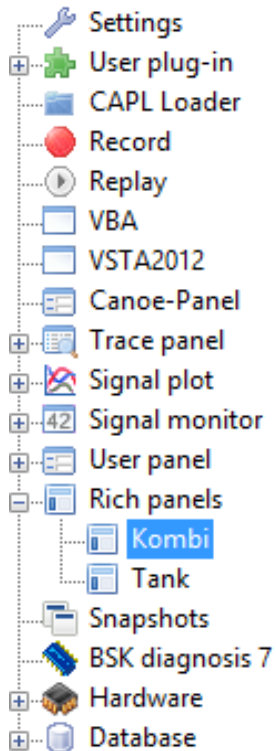 Settings
User plug-in
CAPL Loader
Record
Replay
VBA
VSTA2012
Canoe-Panel
Trace panel
Signal plot
42 Signal monitor
User panel
Rich panels
Kombi
Tank
Snapshots
BSK diagnosis 7
Hardware
Database